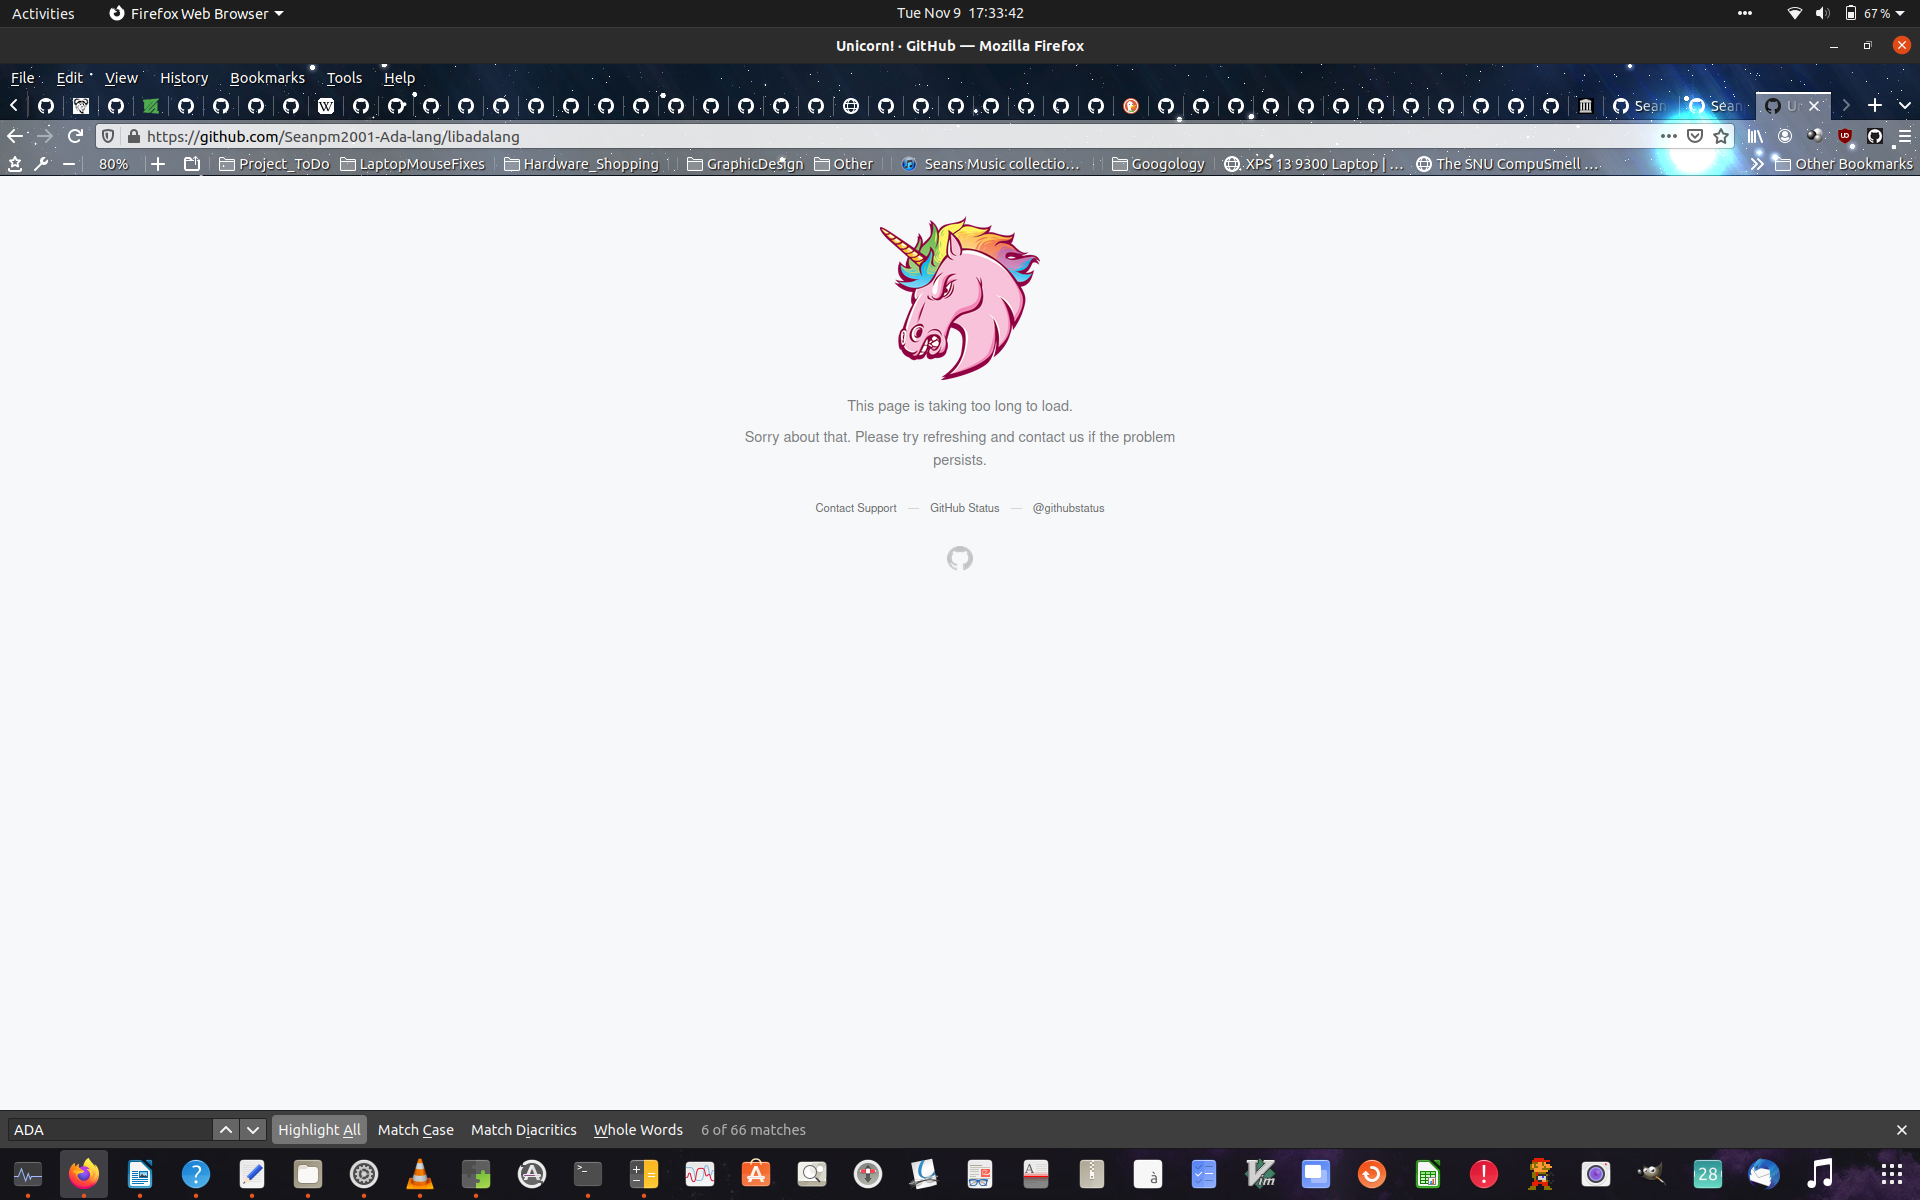 Activities Firefox Web Browser Tue Nov 9 17:33:42 67 %
Unicorn! · GitHub — Mozilla Firefox
File Edit View History Bookmarks Tools Help
W Sean Sean
https://github.com/Seanpm2001-Ada-lang/libadalang
80% Project_ToDo LaptopMouseFixes Hardware_Shopping GraphicDesign Other Seans Music collectio... Googology XPS 13 9300 Laptop | ... The SNU CompuSmell ... Other Bookmarks
This page is taking too long to load.
Sorry about that. Please try refreshing and contact us if the problem
persists.
Contact Support — GitHub Status — @githubstatus
ADA Highlight All Match Case Match Diacritics Whole Words 6 of 66 matches
28